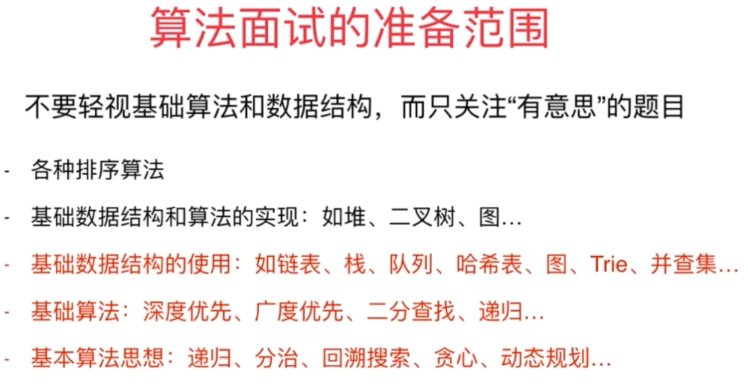 算法面试的准备范围
不要轻视基础算法和数据结构，而只关注“有意思”的题目
- 各种排序算法
- 基础数据结构和算法的实现：如堆、二叉树、图…
- 基础数据结构的使用：如链表、栈、队列、哈希表、图、Trie、并查集…
- 基础算法：深度优先、广度优先、二分查找、递归…
- 基本算法思想：递归、分治、回溯搜索、贪心、动态规划…